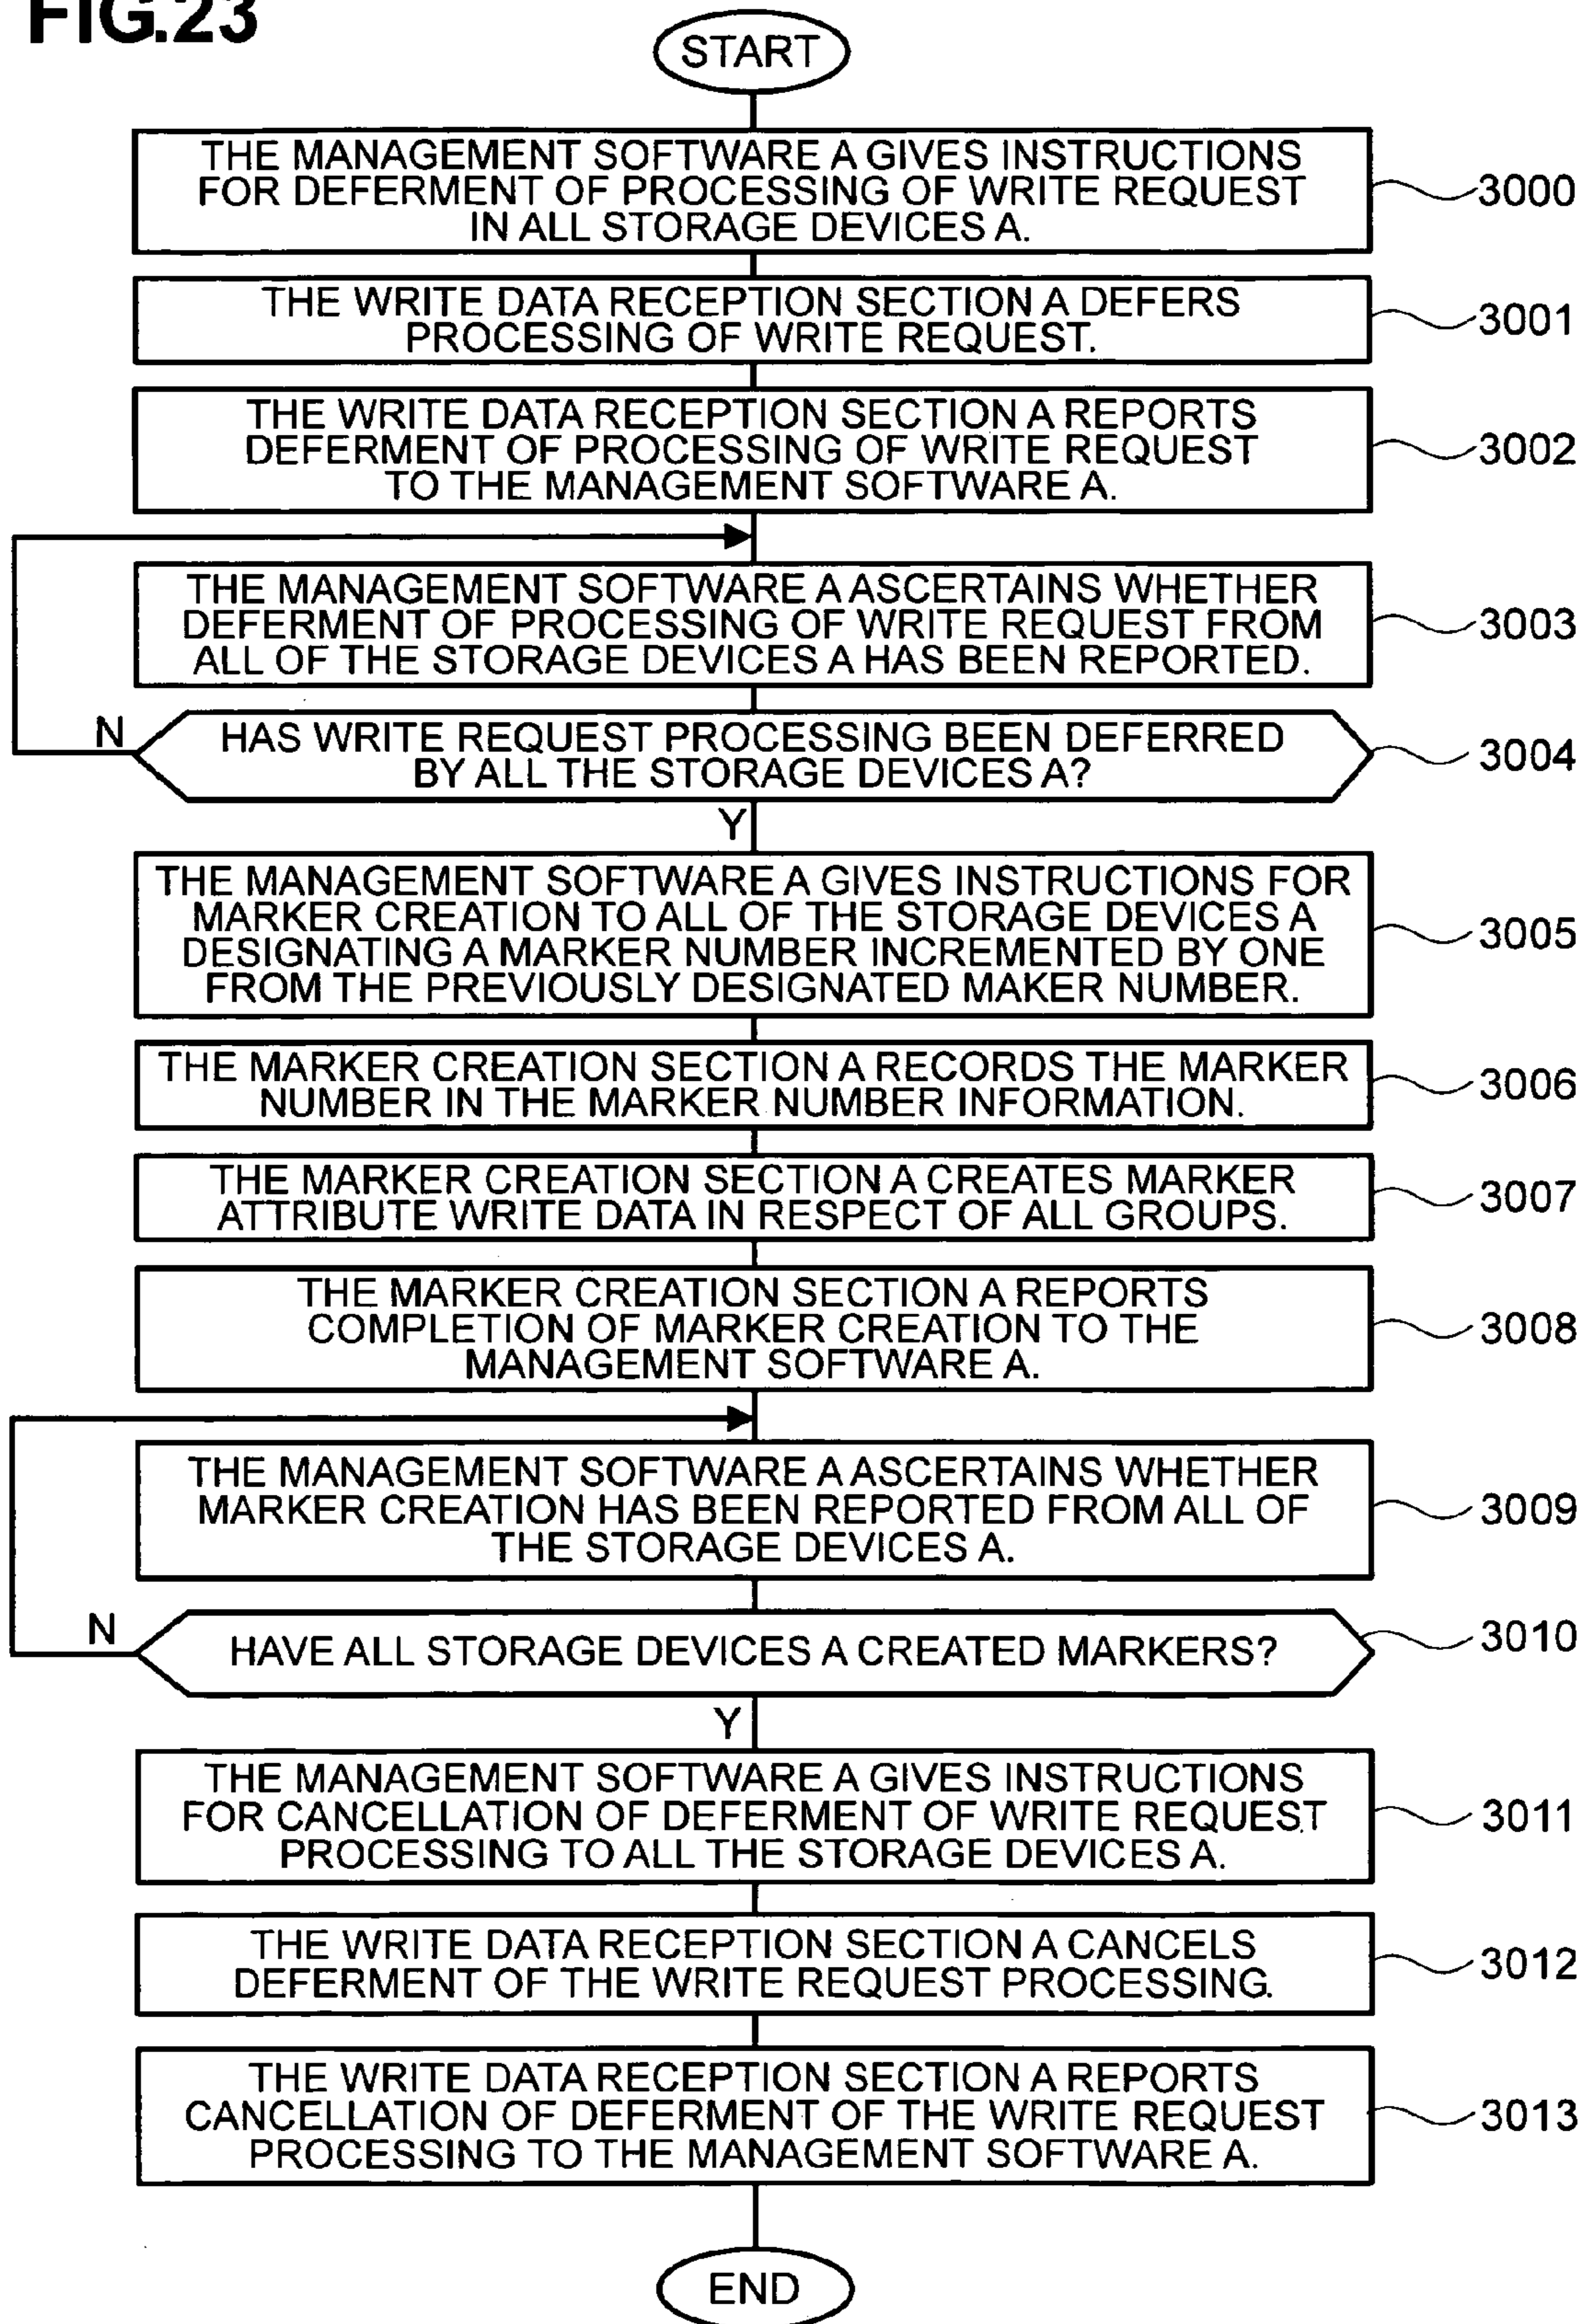 FIG.23
START
THE MANAGEMENT SOFTWARE A GIVES INSTRUCTIONS
FOR DEFERMENT OF PROCESSING OF WRITE REQUEST
IN ALL STORAGE DEVICES A.
3000
THE WRITE DATA RECEPTION SECTION A DEFERS
PROCESSING OF WRITE REQUEST.
3001
THE WRITE DATA RECEPTION SECTION A REPORTS
DEFERMENT OF PROCESSING OF WRITE REQUEST
TO THE MANAGEMENT SOFTWARE A.
3002
THE MANAGEMENT SOFTWARE A ASCERTAINS WHETHER
DEFERMENT OF PROCESSING OF WRITE REQUEST FROM
ALL OF THE STORAGE DEVICES A HAS BEEN REPORTED.
3003
N
HAS WRITE REQUEST PROCESSING BEEN DEFERRED
BY ALL THE STORAGE DEVICES A?
3004
Y
THE MANAGEMENT SOFTWARE A GIVES INSTRUCTIONS FOR
MARKER CREATION TO ALL OF THE STORAGE DEVICES A
DESIGNATING A MARKER NUMBER INCREMENTED BY ONE
FROM THE PREVIOUSLY DESIGNATED MAKER NUMBER.
3005
THE MARKER CREATION SECTION A RECORDS THE MARKER
NUMBER IN THE MARKER NUMBER INFORMATION.
3006
THE MARKER CREATION SECTION A CREATES MARKER
ATTRIBUTE WRITE DATA IN RESPECT OF ALL GROUPS.
3007
THE MARKER CREATION SECTION A REPORTS
COMPLETION OF MARKER CREATION TO THE
MANAGEMENT SOFTWARE A.
3008
THE MANAGEMENT SOFTWARE A ASCERTAINS WHETHER
MARKER CREATION HAS BEEN REPORTED FROM ALL OF
THE STORAGE DEVICES A.
3009
N
HAVE ALL STORAGE DEVICES A CREATED MARKERS?
3010
Y
THE MANAGEMENT SOFTWARE A GIVES INSTRUCTIONS
FOR CANCELLATION OF DEFERMENT OF WRITE REQUEST
PROCESSING TO ALL THE STORAGE DEVICES A.
3011
THE WRITE DATA RECEPTION SECTION A CANCELS
DEFERMENT OF THE WRITE REQUEST PROCESSING.
3012
THE WRITE DATA RECEPTION SECTION A REPORTS
CANCELLATION OF DEFERMENT OF THE WRITE REQUEST
PROCESSING TO THE MANAGEMENT SOFTWARE A.
3013
END